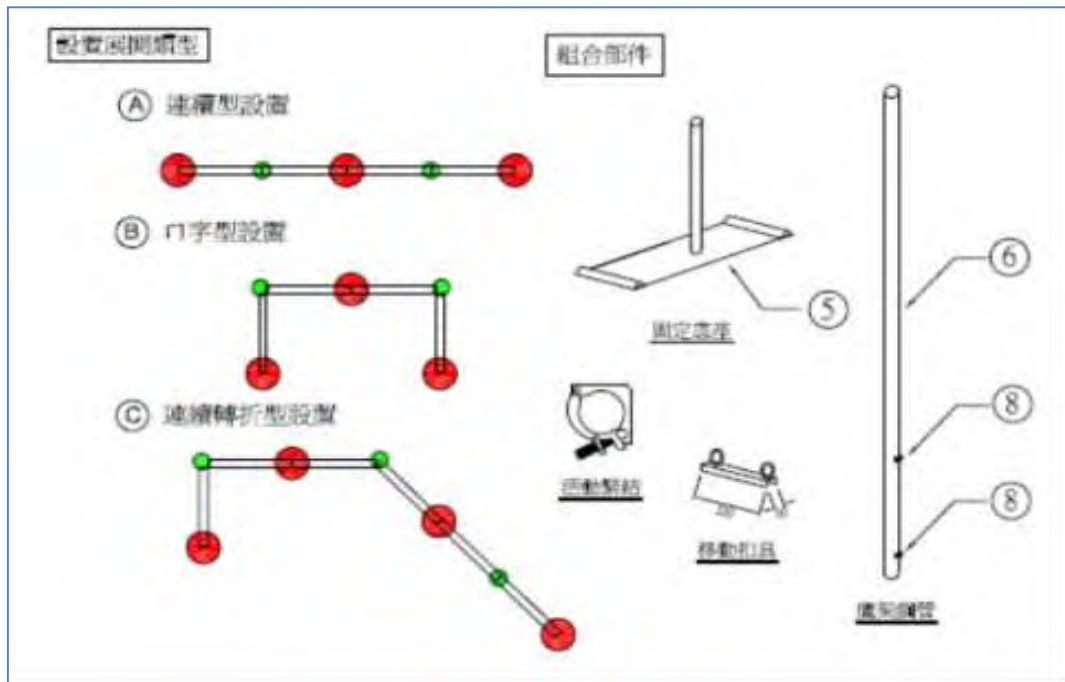 設置展開類型
Ⓐ 連續型設置
Ⓑ ㄇ字型設置
Ⓒ 連續轉折型設置
組合部件
⑤
固定底座
活動緊結
移動扣具
⑥
⑧
⑧
鷹架鋼管